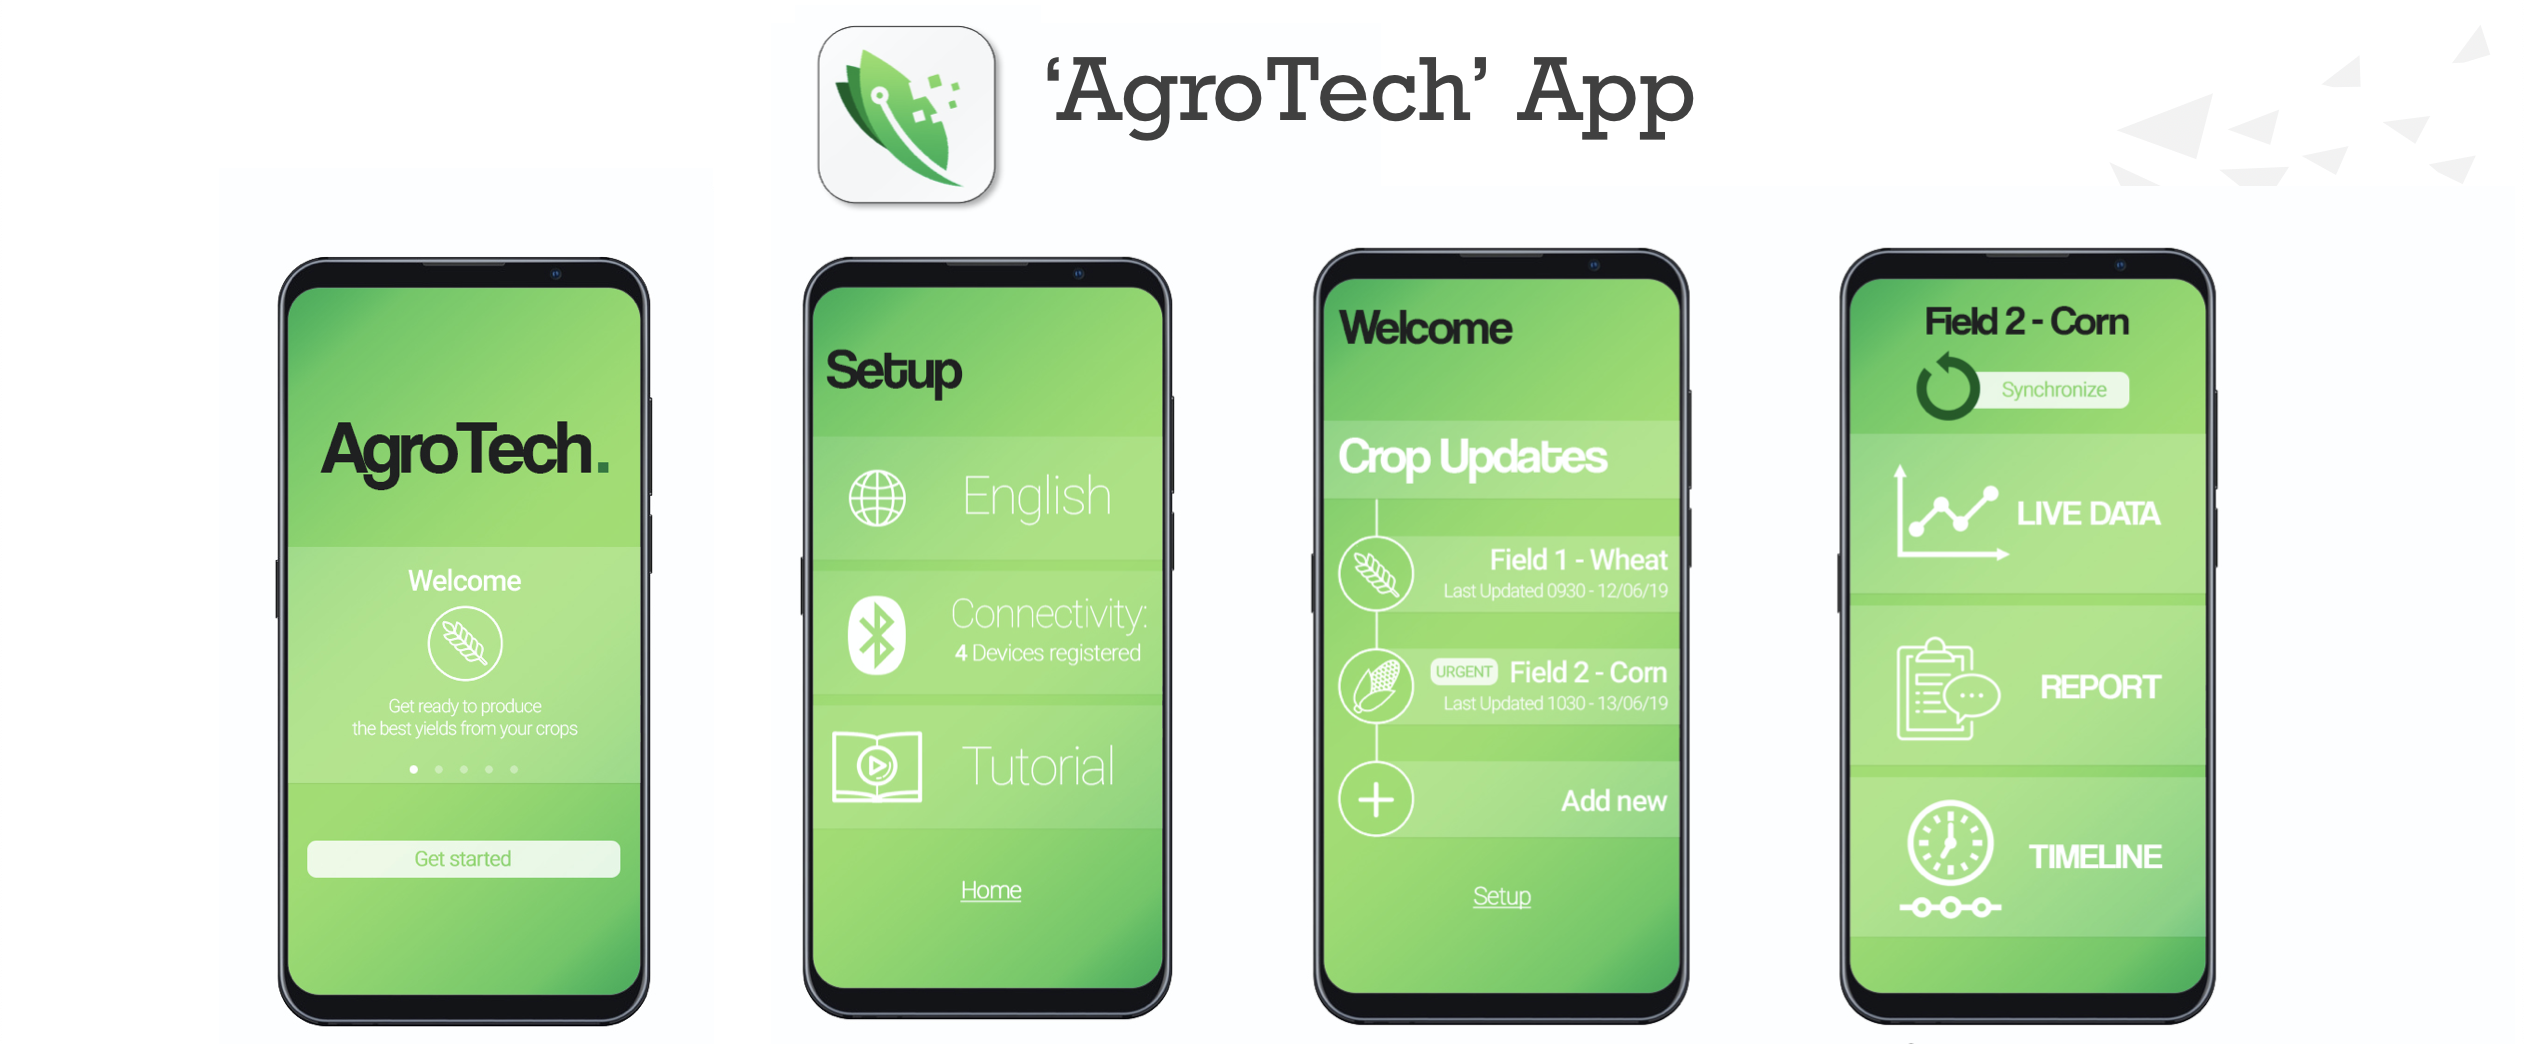 ‘AgroTech’ App
AgroTech.
Welcome
Get ready to produce
the best yields from your crops
Get started
Setup
English
Connectivity:
4 Devices registered
Tutorial
Home
Welcome
Crop Updates
Field 1 - Wheat
Last Updated 0930 - 12/06/19
URGENT Field 2 - Corn
Last Updated 1030 - 13/06/19
Add new
Setup
Field 2 - Corn
Synchronize
LIVE DATA
REPORT
TIMELINE